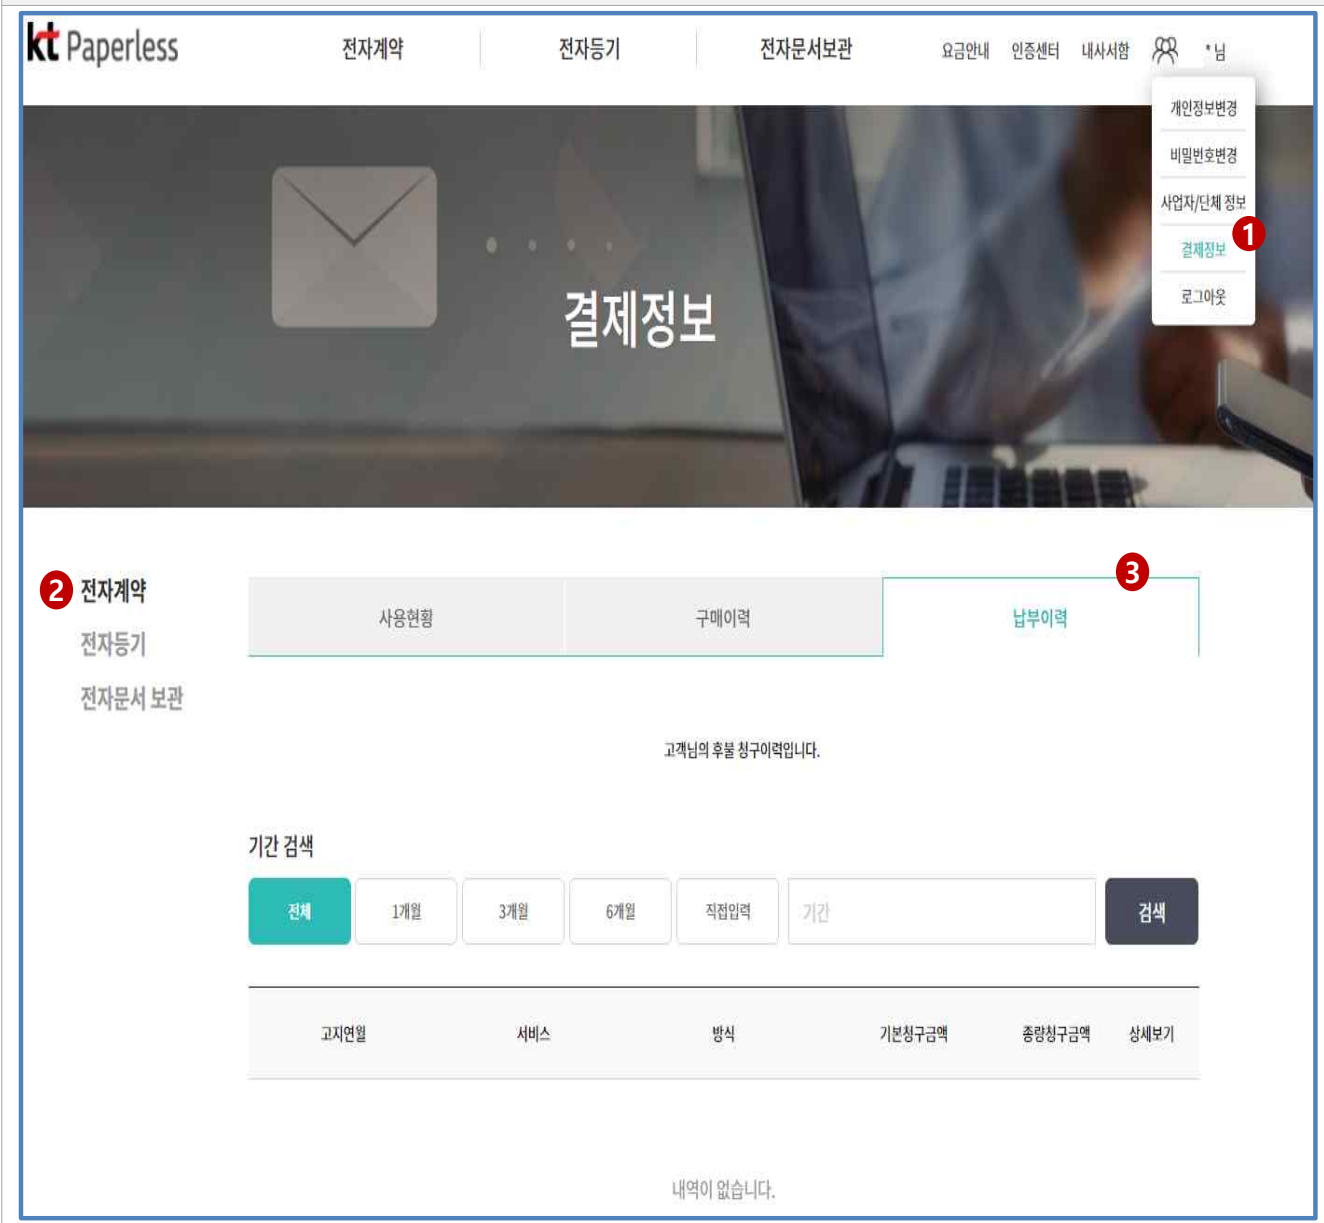 kt Paperless
전자계약 전자등기 전자문서보관 요금안내 인증센터 내사서함 * 님
개인정보변경
비밀번호변경
사업자/단체 정보
결제정보 1
로그아웃
결제정보
2 전자계약
전자등기
전자문서 보관
3
사용현황 구매이력 납부이력
고객님의 후불 청구이력입니다.
기간 검색
전체 1개월 3개월 6개월 직접입력 기간 검색
고지연월 서비스 방식 기본청구금액 종량청구금액 상세보기
내역이 없습니다.